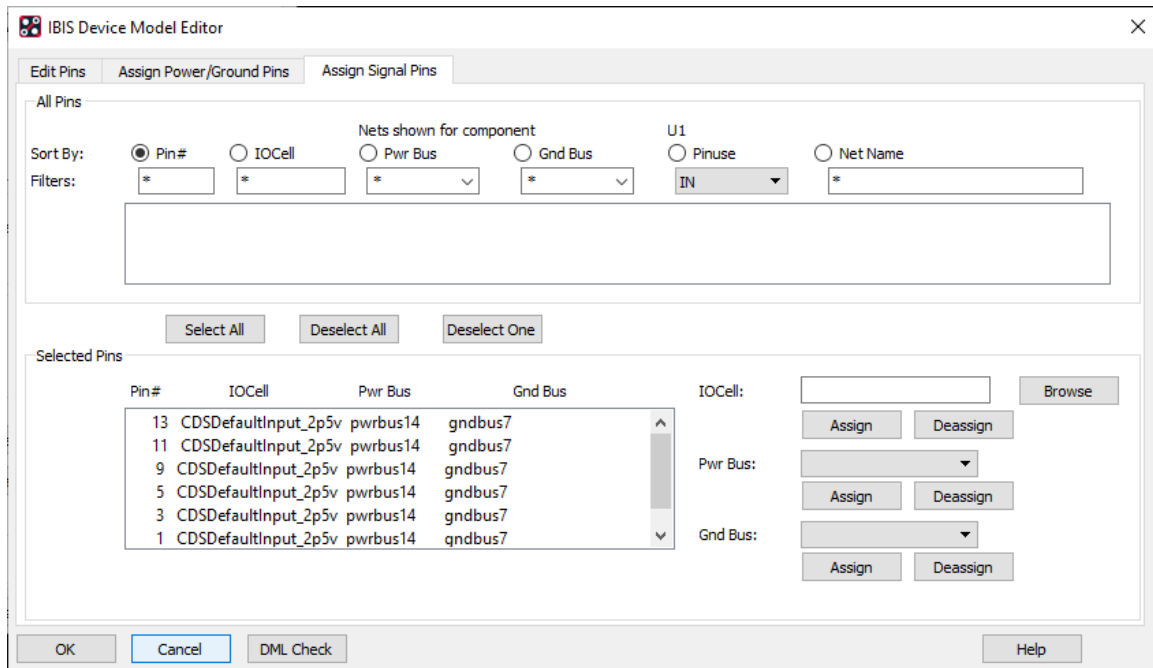 IBIS Device Model Editor
Edit Pins Assign Power/Ground Pins Assign Signal Pins
All Pins
Nets shown for component U1
Sort By: Pin# IOCell Pwr Bus Gnd Bus Pinuse Net Name
Filters: * * * * IN *
Select All Deselect All Deselect One
Selected Pins
Pin# IOCell Pwr Bus Gnd Bus IOCell: Browse
13 CDSDefaultInput_2p5v pwrbus14 gndbus7
Assign Deassign
11 CDSDefaultInput_2p5v pwrbus14 gndbus7
9 CDSDefaultInput_2p5v pwrbus14 gndbus7
Pwr Bus:
5 CDSDefaultInput_2p5v pwrbus14 gndbus7
Assign Deassign
3 CDSDefaultInput_2p5v pwrbus14 gndbus7
1 CDSDefaultInput_2p5v pwrbus14 gndbus7
Gnd Bus:
Assign Deassign
OK Cancel DML Check Help